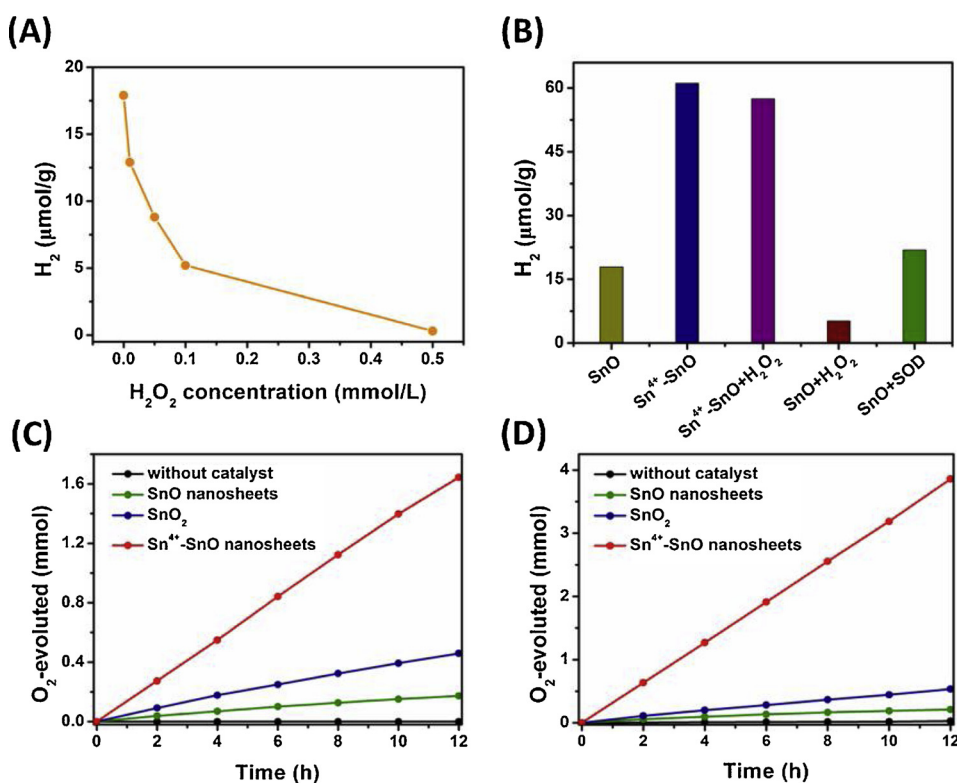 (A)
20
15
10
5
0
H₂ (μmol/g)
0.0 0.1 0.2 0.3 0.4 0.5
H₂O₂ concentration (mmol/L)
(B)
60
45
30
15
0
H₂ (μmol/g)
SnO
Sn⁴⁺-SnO
Sn⁴⁺-SnO+H₂O₂
SnO+H₂O₂
SnO+SOD
(C)
without catalyst
SnO nanosheets
SnO₂
Sn⁴⁺-SnO nanosheets
1.6
1.2
0.8
0.4
0.0
O₂-evoluted (mmol)
0 2 4 6 8 10 12
Time (h)
(D)
without catalyst
SnO nanosheets
SnO₂
Sn⁴⁺-SnO nanosheets
4
3
2
1
0
O₂-evoluted (mmol)
0 2 4 6 8 10 12
Time (h)